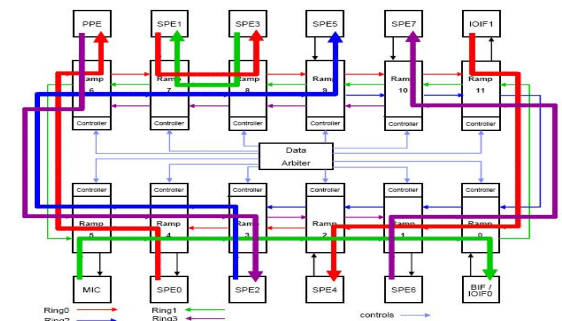 PPE SPE1 SPE3 SPE5 SPE7 IOIF1
Ramp Ramp Ramp Ramp Ramp Ramp
6 7 8 9 10 11
Controller Controller Controller Controller Controller Controller
Data
Arbiter
Controller Controller Controller Controller Controller Controller
Ramp Ramp Ramp Ramp Ramp Ramp
5 4 3 2 1 0
MIC SPE0 SPE2 SPE4 SPE6 BIF /
IOIF0
Ring0 Ring1 controls
Ring2 Ring3